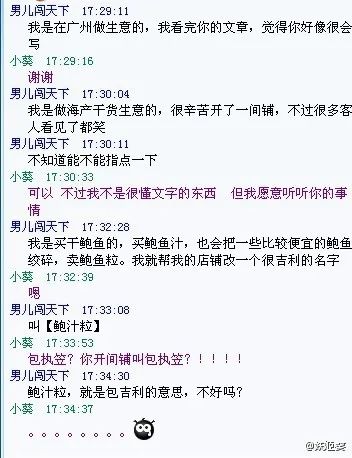 男儿闯天下 17:29:11
我是在广州做生意的，我看完你的文章，觉得你好像很会
写
小葵 17:29:16
谢谢
男儿闯天下 17:30:04
我是做海产干货生意的，很辛苦开了一间铺，不过很多客
人看见了都笑
男儿闯天下 17:30:11
不知道能不能指点一下
小葵 17:30:33
可以 不过我不是很懂文字的东西 但我愿意听听你的事
情
男儿闯天下 17:32:28
我是买干鲍鱼的，买鲍鱼汁，也会把一些比较便宜的鲍鱼
绞碎，卖鲍鱼粒。我就帮我的店铺改一个很吉利的名字
小葵 17:32:39
嗯
男儿闯天下 17:33:08
叫【鲍汁粒】
小葵 17:33:53
包执笠？你开间铺叫包执笠？！！！！
男儿闯天下 17:34:30
鲍汁粒，就是包吉利的意思，不好吗？
小葵 17:34:37
。。。。。。。。
@妖妲葵